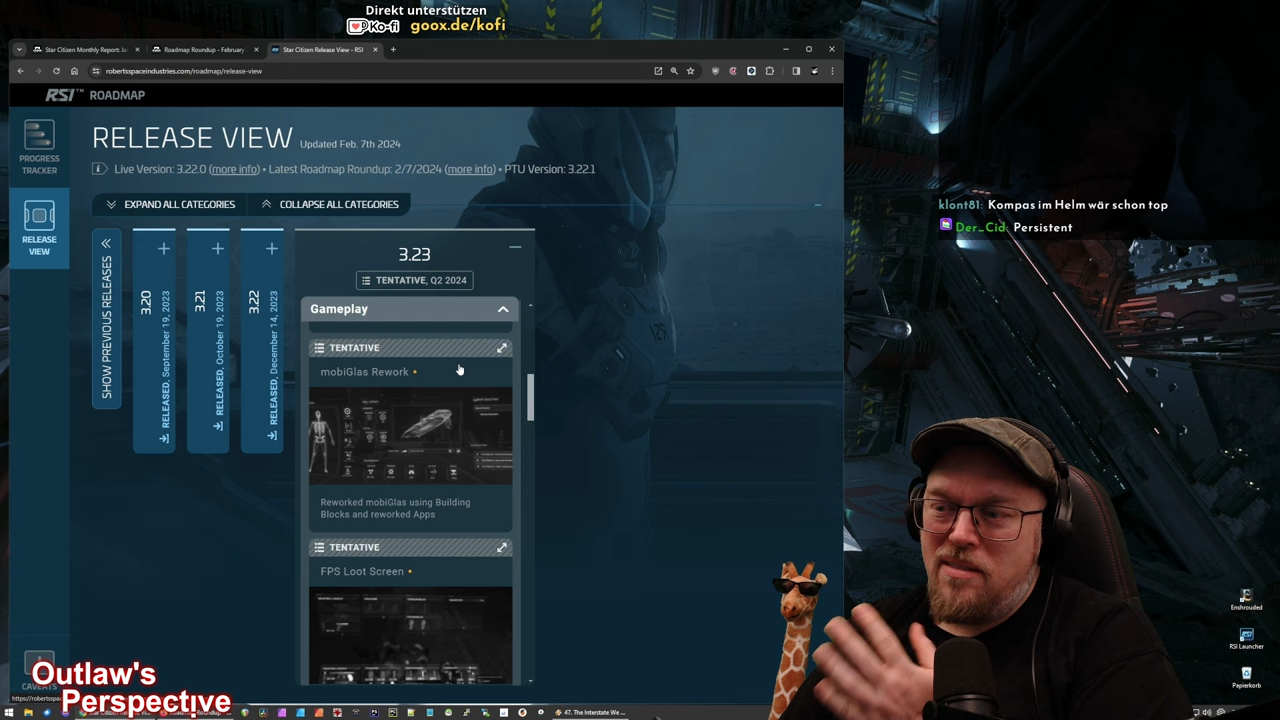 Direkt unterstützen
Ko-fi goox.de/kofi
Star Citizen Monthly Report: Ja
Roadmap Roundup - February
Star Citizen Release View - RSI
robertsspaceindustries.com/roadmap/release-view
RSI™ ROADMAP
PROGRESS
TRACKER
RELEASE
VIEW
RELEASE VIEW Updated Feb. 7th 2024
Live Version: 3.22.0 (more info) • Latest Roadmap Roundup: 2/7/2024 (more info) • PTU Version: 3.22.1
EXPAND ALL CATEGORIES
COLLAPSE ALL CATEGORIES
SHOW PREVIOUS RELEASES
3.20
RELEASED, September 19, 2023
3.21
RELEASED, October 19, 2023
3.22
RELEASED, December 14, 2023
3.23
TENTATIVE, Q2 2024
Gameplay
TENTATIVE
mobiGlas Rework
Reworked mobiGlas using Building
Blocks and reworked Apps
TENTATIVE
FPS Loot Screen
klont81: Kompas im Helm wär schon top
Der_Cid: Persistent
Enshrouded
RSI Launcher
Papierkorb
CAVEATS
Outlaw's
Perspective
47. The Interstate We